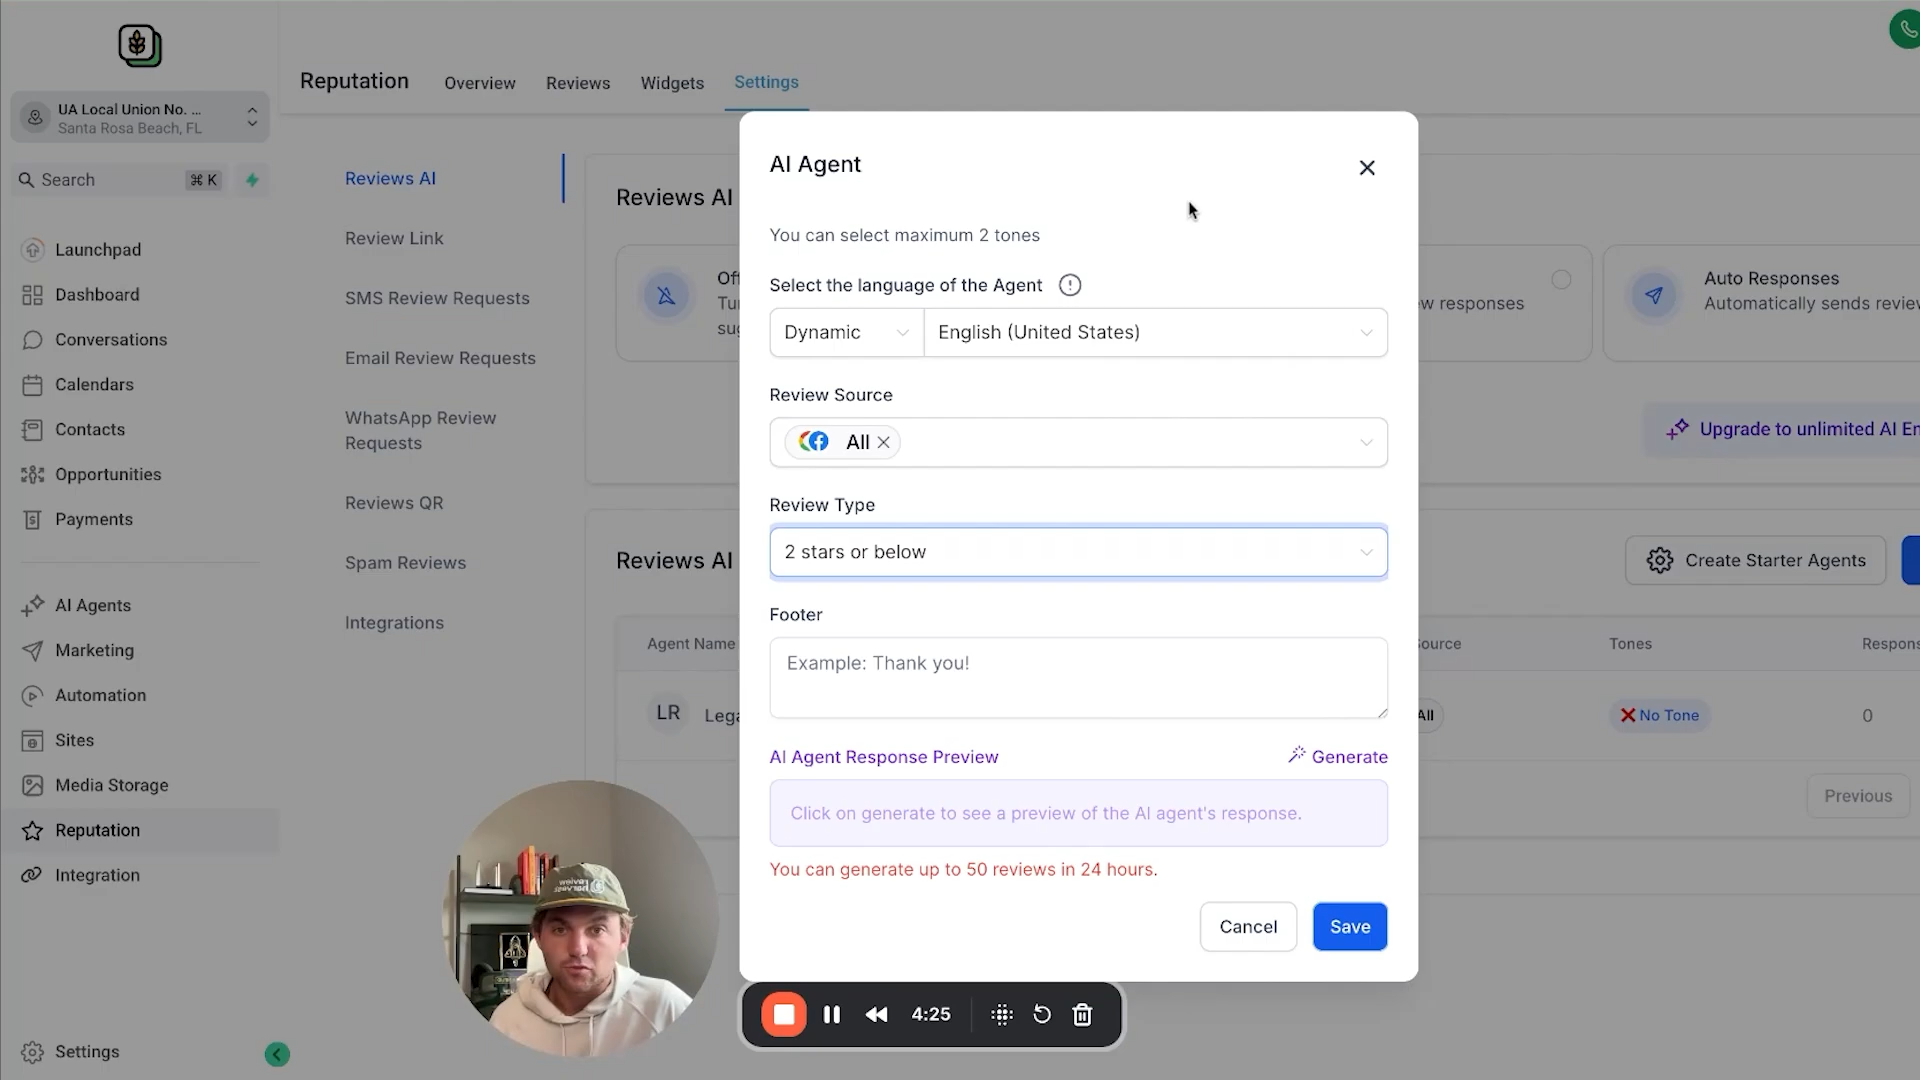 UA Local Union No. ...
Santa Rosa Beach, FL
Search
⌘ K
Launchpad
Dashboard
Conversations
Calendars
Contacts
Opportunities
Payments
AI Agents
Marketing
Automation
Sites
Media Storage
Reputation
Integration
Settings
Reputation
Overview
Reviews
Widgets
Settings
Reviews AI
Review Link
SMS Review Requests
Email Review Requests
WhatsApp Review
Requests
Reviews QR
Spam Reviews
Integrations
Reviews AI
Reviews AI
Agent Name
LR
AI Agent
You can select maximum 2 tones
Select the language of the Agent
Dynamic
English (United States)
Review Source
All
Review Type
2 stars or below
Footer
Example: Thank you!
AI Agent Response Preview
Generate
Click on generate to see a preview of the AI agent's response.
You can generate up to 50 reviews in 24 hours.
Cancel
Save
4:25
responses
Auto Responses
Automatically sends
Upgrade to unlimited AI
Create Starter Agents
Tones
All
No Tone
0
Previous